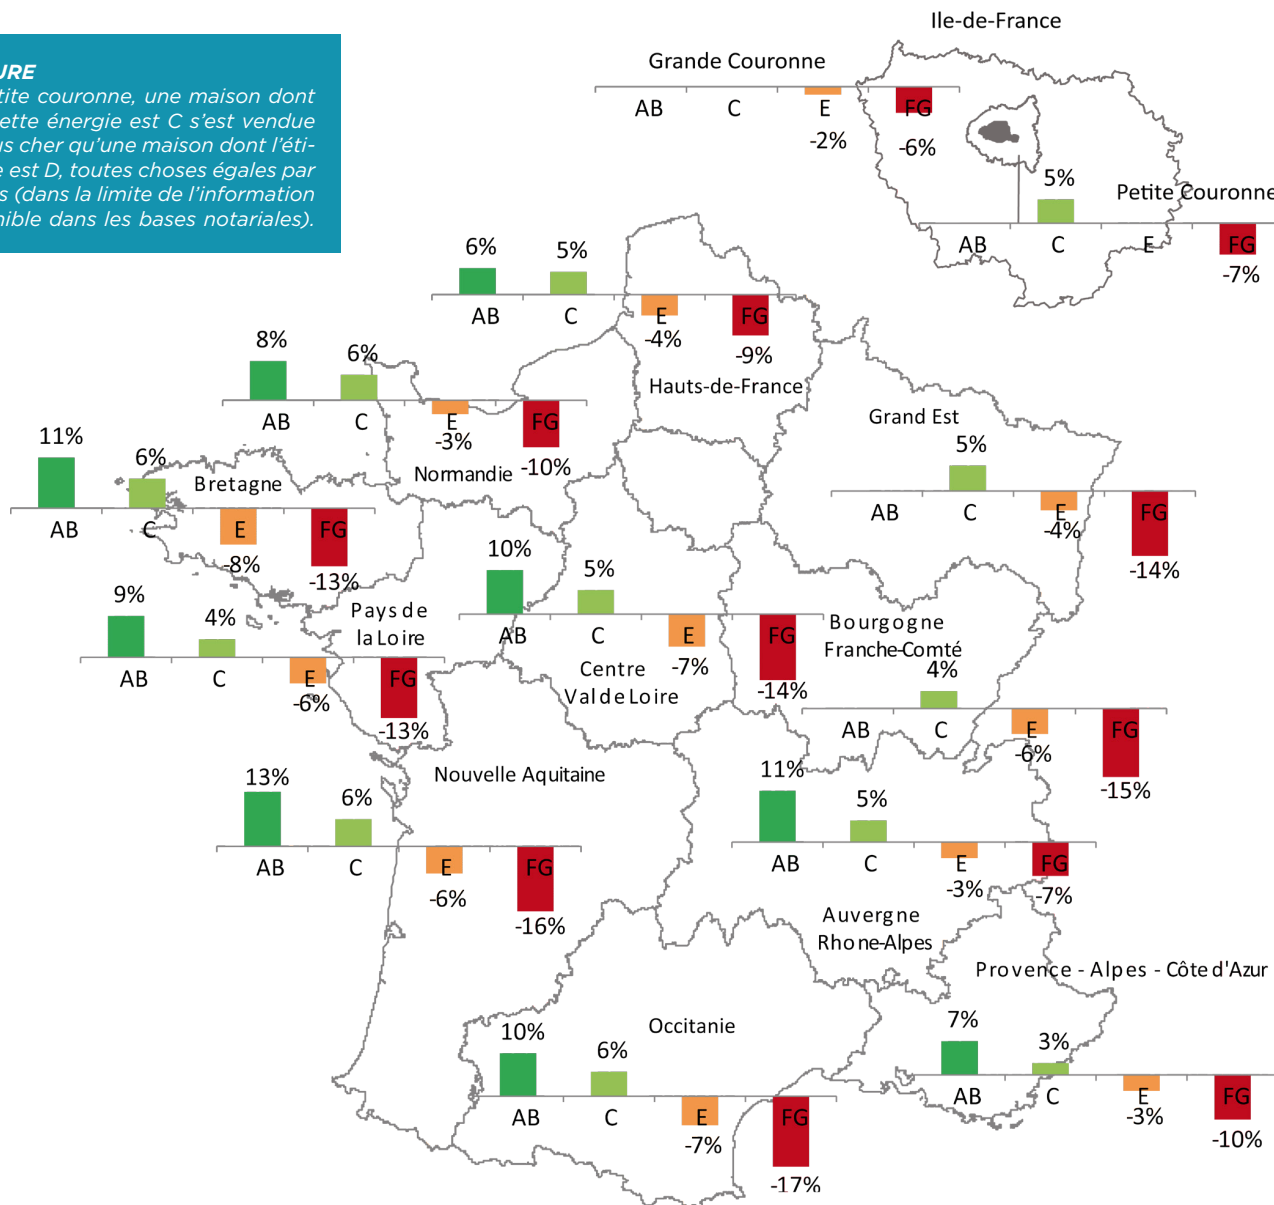 URE
tite couronne, une maison dont
ette énergie est C s'est vendue
us cher qu'une maison dont l'éti-
e est D, toutes choses égales par
s (dans la limite de l'information
nible dans les bases notariales).
Ile-de-France
Grande Couronne
AB C E FG
-2% -6%
5%
Petite Couronne
AB C E FG
-7%
6% 5%
AB C E FG
-4% -9%
Hauts-de-France
8% 6%
AB C E FG
-3% -10%
Normandie
Grand Est
5%
AB C E FG
-4% -14%
11% 6%
Bretagne
AB C E FG
-8% -13%
10% 5%
AB C E FG
-7% -14%
Centre
Val de Loire
9% 4%
Pays de
la Loire
AB C E FG
-6% -13%
Bourgogne
Franche-Comté
4%
AB C E FG
-6% -15%
Nouvelle Aquitaine
13% 6%
AB C E FG
-6% -16%
11% 5%
AB C E FG
-3% -7%
Auvergne
Rhone-Alpes
Provence - Alpes - Côte d'Azur
7% 3%
AB C E FG
-3% -10%
Occitanie
10% 6%
AB C E FG
-7% -17%